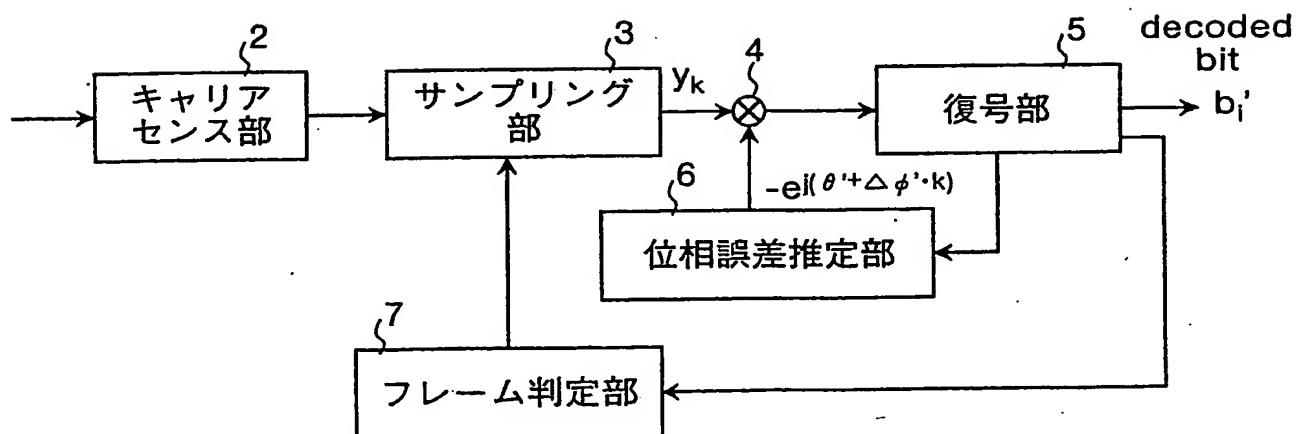 2
キャリア
センス部
3
サンプリング
部
yk
4
5
復号部
decoded
bit
bi'
6
-ej(θ'+Δφ'・k)
位相誤差推定部
7
フレーム判定部